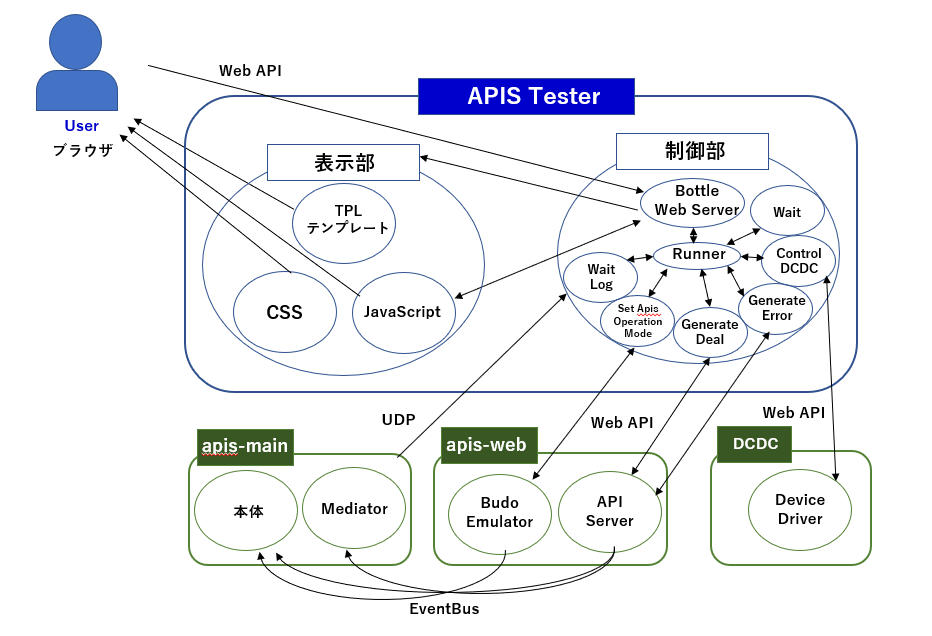 Web API
APIS Tester
User
ブラウザ
表示部
制御部
TPL
テンプレート
CSS
JavaScript
Bottle
Web Server
Wait
Runner
Control
DCDC
Wait
Log
Generate
Error
Set Apis
Operation
Mode
Generate
Deal
UDP
Web API
Web API
apis-main
apis-web
DCDC
本体
Mediator
Budo
Emulator
API
Server
Device
Driver
EventBus